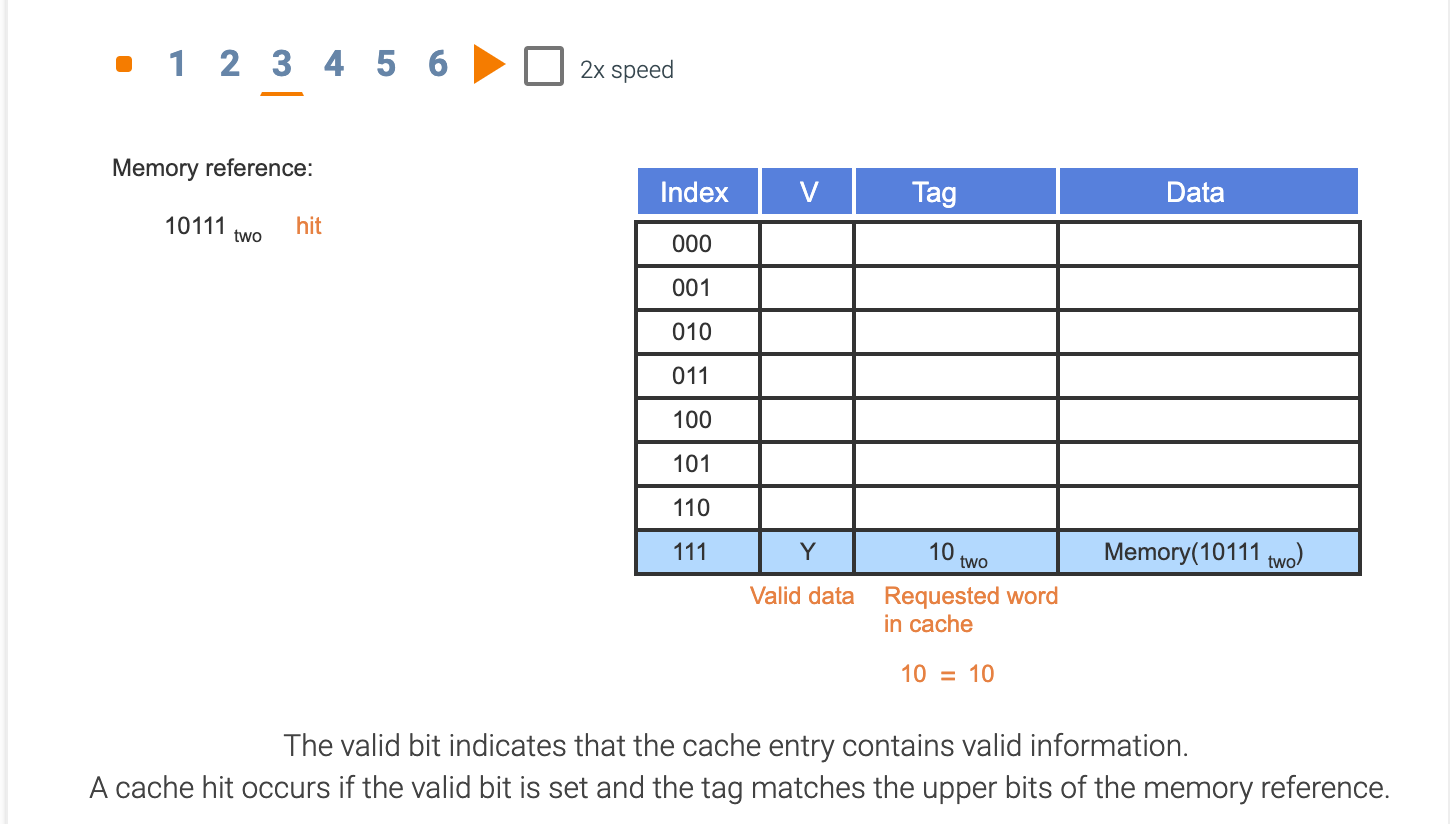 1 2 3 4 5 6 2x speed
Memory reference:
10111 two hit
Index V Tag Data
000
001
010
011
100
101
110
111 Y 10 two Memory(10111 two)
Valid data Requested word
in cache
10 = 10
The valid bit indicates that the cache entry contains valid information.
A cache hit occurs if the valid bit is set and the tag matches the upper bits of the memory reference.